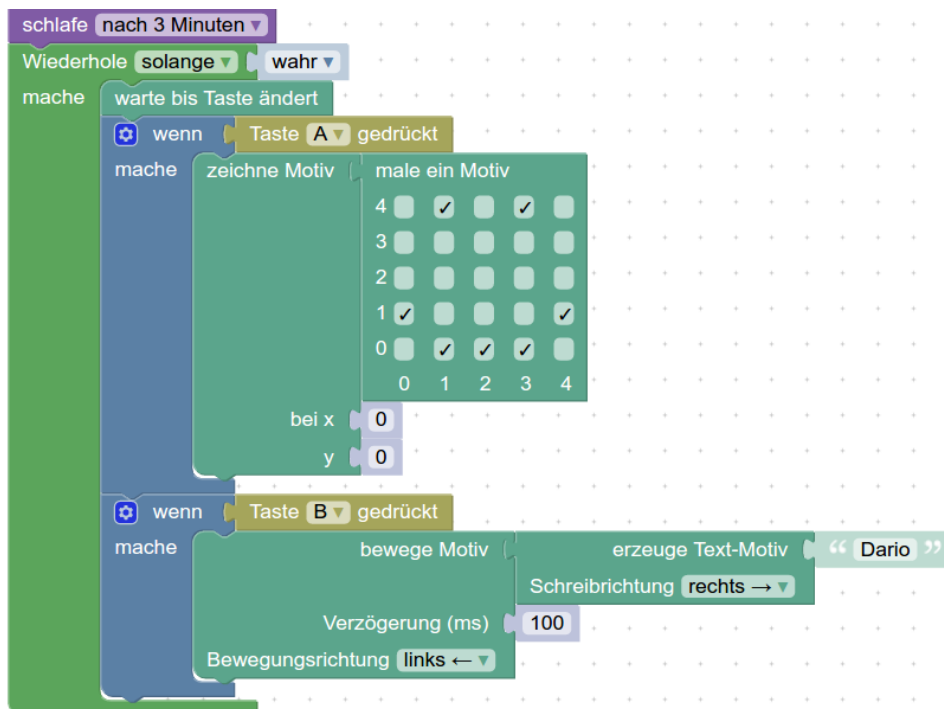 schlafe nach 3 Minuten ▾
Wiederhole solange ▾ wahr ▾
mache warte bis Taste ändert
wenn Taste A ▾ gedrückt
mache zeichne Motiv male ein Motiv
4 ✓ ✓
3
2
1 ✓ ✓
0 ✓ ✓ ✓
0 1 2 3 4
bei x 0
y 0
wenn Taste B ▾ gedrückt
mache bewege Motiv erzeuge Text-Motiv “ Dario ”
Schreibrichtung rechts → ▾
Verzögerung (ms) 100
Bewegungsrichtung links ← ▾